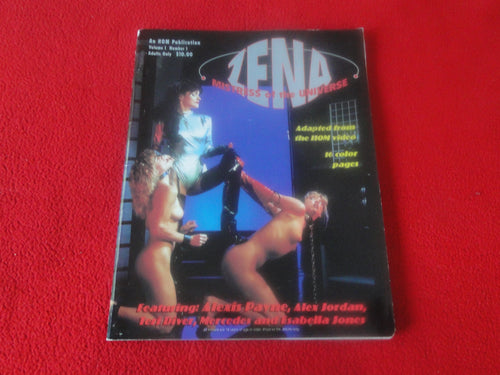 An HOM Publication
Volume 1 Number 1
Adults Only $10.00
ZENA
MISTRESS of the UNIVERSE
Adapted from
the HOM video
16 color
pages
Featuring: Alexis Payne, Alex Jordan,
Mercedes and Isabella Jones